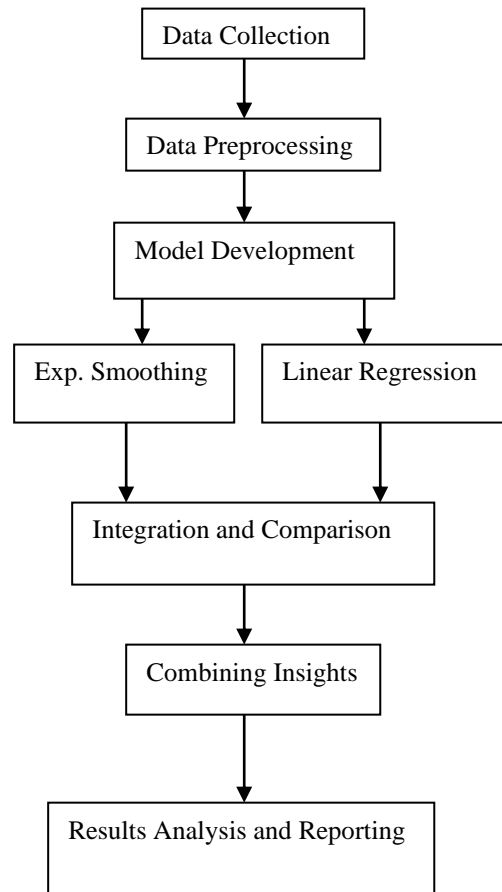 Data Collection
Data Preprocessing
Model Development
Exp. Smoothing
Linear Regression
Integration and Comparison
Combining Insights
Results Analysis and Reporting